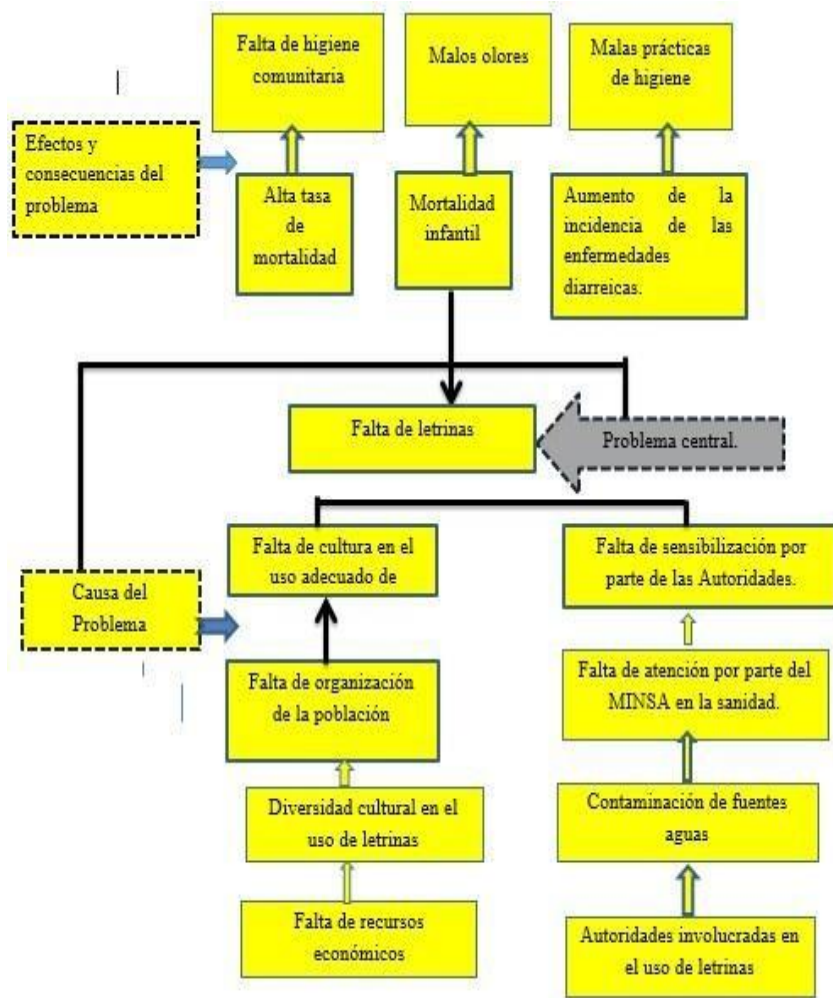 Falta de higiene
comunitaria
Malos olores
Malas prácticas
de higiene
Efectos y
consecuencias del
problema
Alta tasa
de
mortalidad
Mortalidad
infantil
Aumento de la
incidencia de las
enfermedades
diarreicas.
Falta de letrinas
Problema central.
Falta de cultura en el
uso adecuado de
Falta de sensibilización por
parte de las Autoridades.
Causa del
Problema
Falta de organización
de la población
Falta de atención por parte del
MINSA en la sanidad.
Diversidad cultural en el
uso de letrinas
Contaminación de fuentes
aguas
Falta de recursos
económicos
Autoridades involucradas en
el uso de letrinas